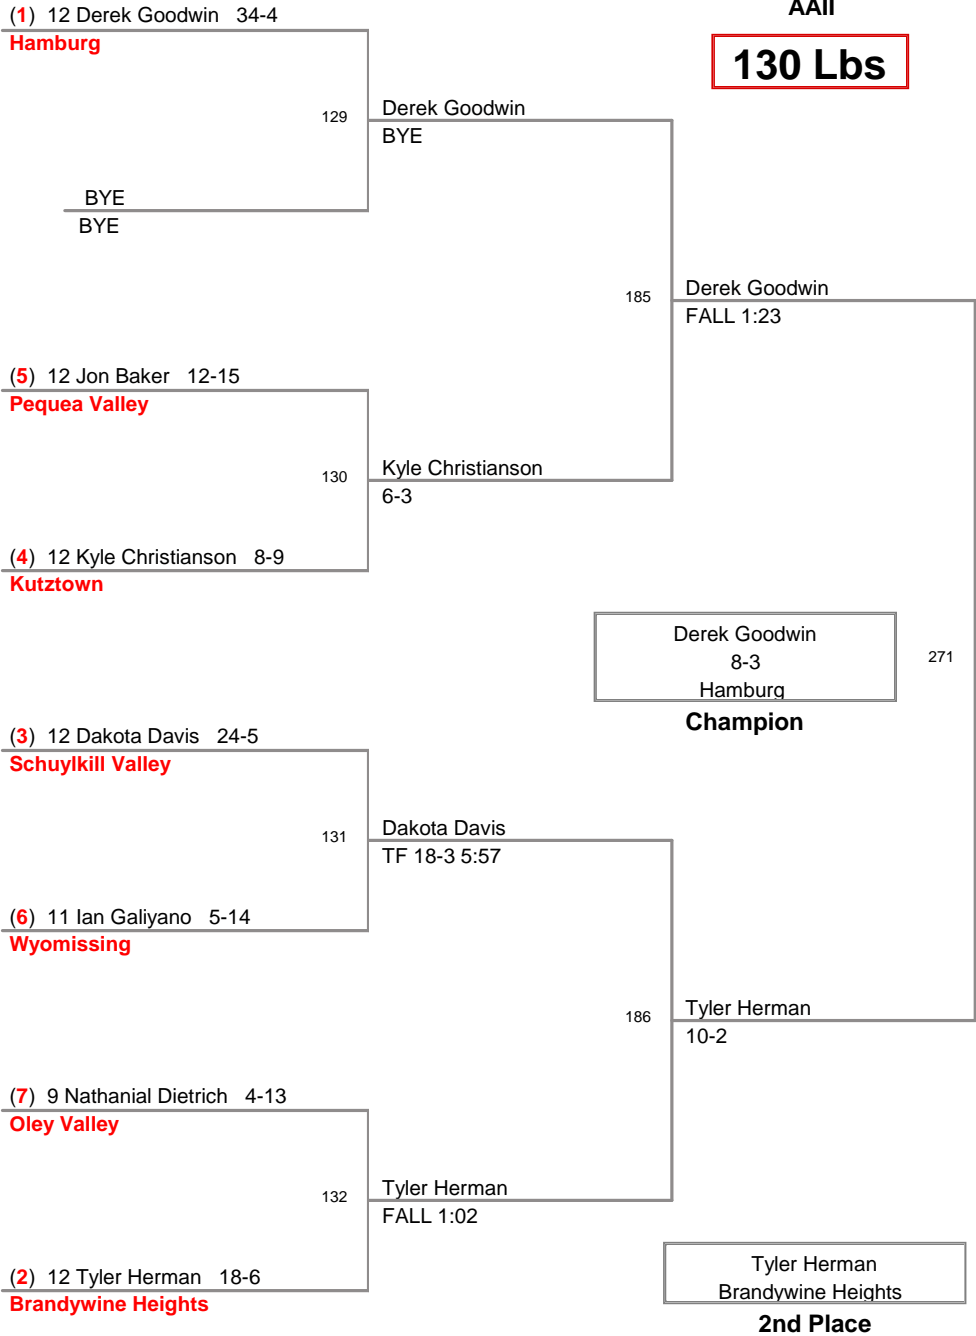 AAII
130 Lbs
(1) 12 Derek Goodwin 34-4
Hamburg
129
Derek Goodwin
BYE
BYE
BYE
185
Derek Goodwin
FALL 1:23
(5) 12 Jon Baker 12-15
Pequea Valley
130
Kyle Christianson
6-3
(4) 12 Kyle Christianson 8-9
Kutztown
Derek Goodwin
8-3
Hamburg
Champion
271
(3) 12 Dakota Davis 24-5
Schuylkill Valley
131
Dakota Davis
TF 18-3 5:57
(6) 11 Ian Galiyano 5-14
Wyomissing
186
Tyler Herman
10-2
(7) 9 Nathanial Dietrich 4-13
Oley Valley
132
Tyler Herman
FALL 1:02
(2) 12 Tyler Herman 18-6
Brandywine Heights
Tyler Herman
Brandywine Heights
2nd Place